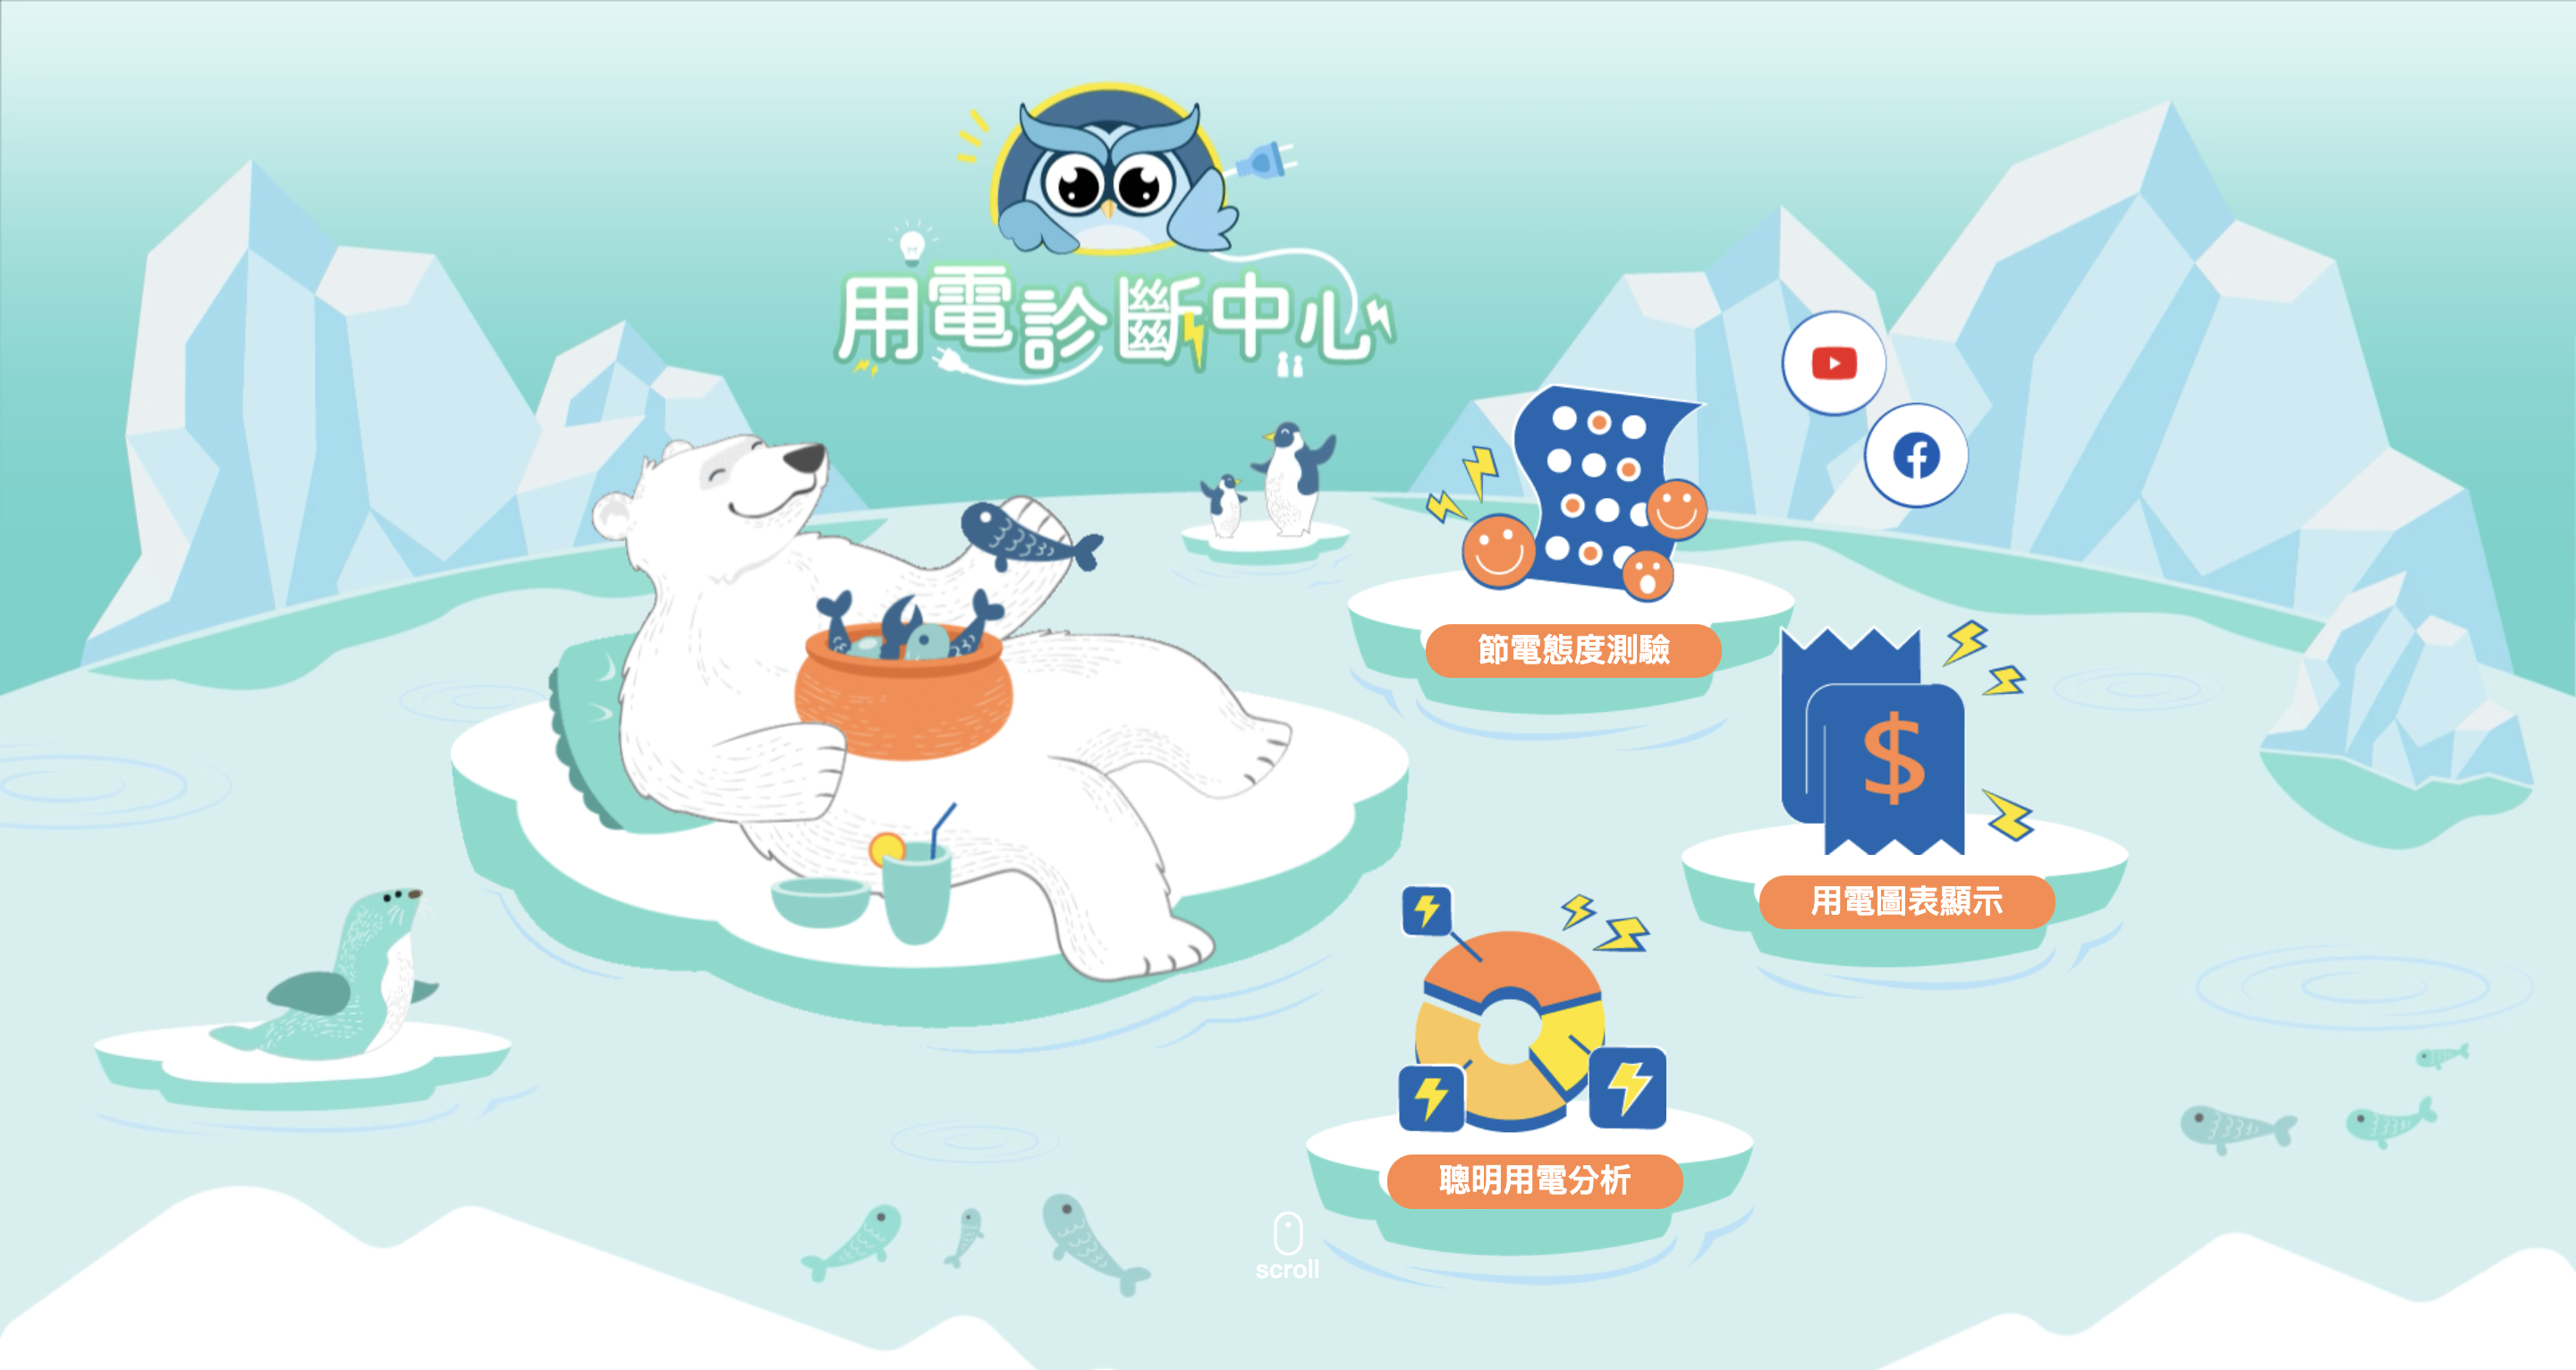 用電診斷中心
節電態度測驗
$
用電圖表顯示
聰明用電分析
scroll